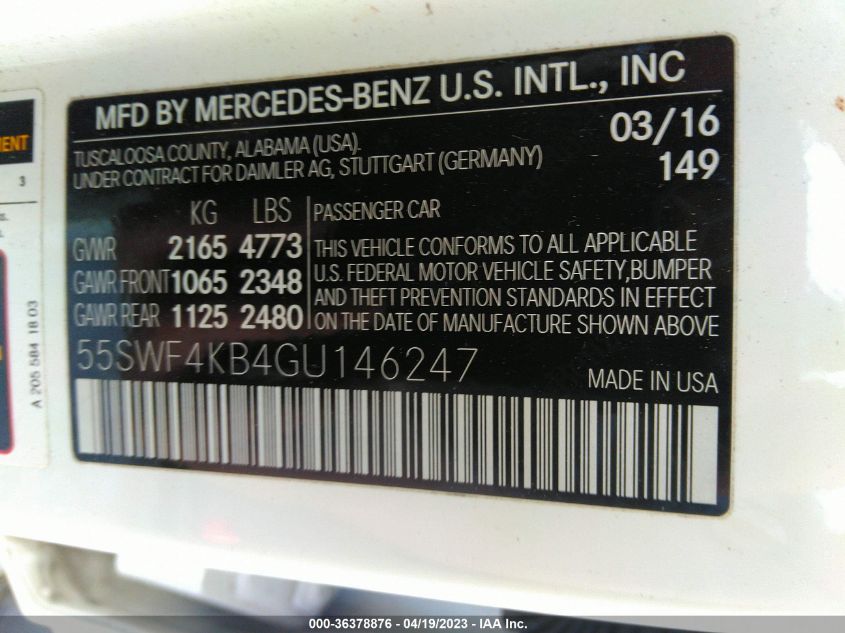 MFD BY MERCEDES-BENZ U.S. INTL., INC
TUSCALOOSA COUNTY, ALABAMA (USA).
UNDER CONTRACT FOR DAIMLER AG, STUTTGART (GERMANY)
03/16
149
KG LBS
GVWR 2165 4773
GAWR FRONT 1065 2348
GAWR REAR 1125 2480
PASSENGER CAR
THIS VEHICLE CONFORMS TO ALL APPLICABLE
U.S. FEDERAL MOTOR VEHICLE SAFETY,BUMPER
AND THEFT PREVENTION STANDARDS IN EFFECT
ON THE DATE OF MANUFACTURE SHOWN ABOVE
55SWF4KB4GU146247
MADE IN USA
3
A 205 584 18 03
000-36378876 - 04/19/2023 - IAA Inc.